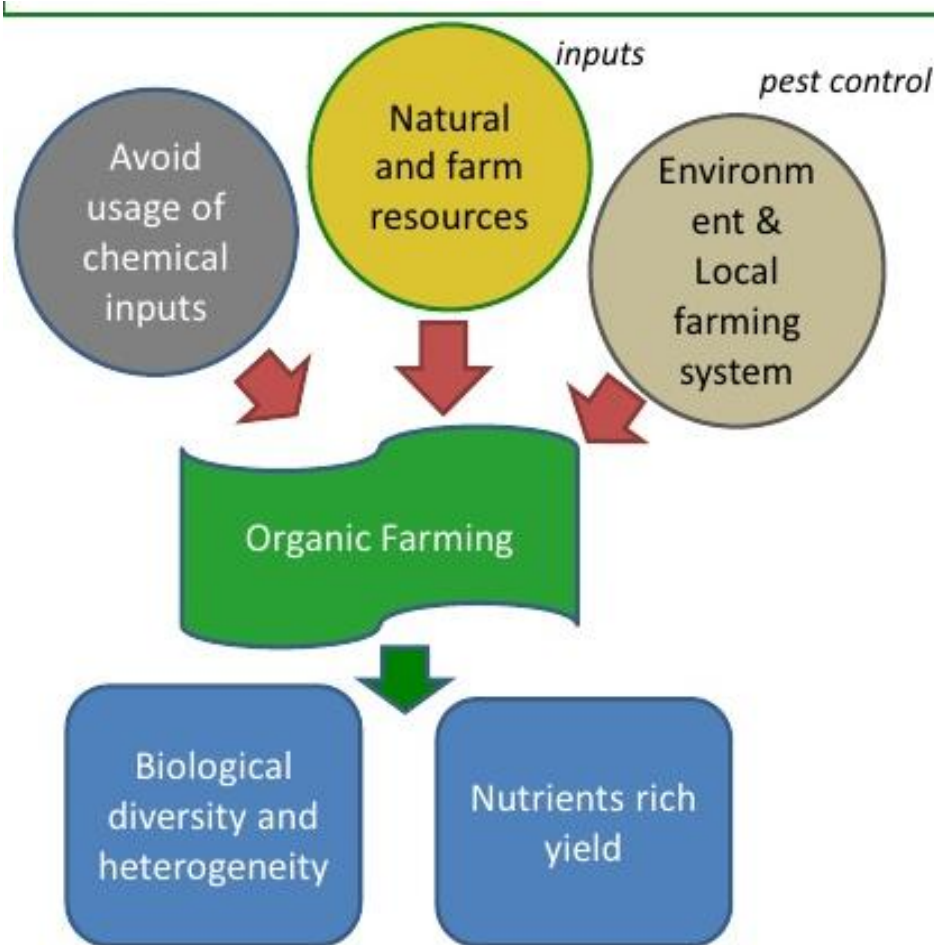 inputs
pest control
Avoid
usage of
chemical
inputs
Natural
and farm
resources
Environm
ent &
Local
farming
system
Organic Farming
Biological
diversity and
heterogeneity
Nutrients rich
yield